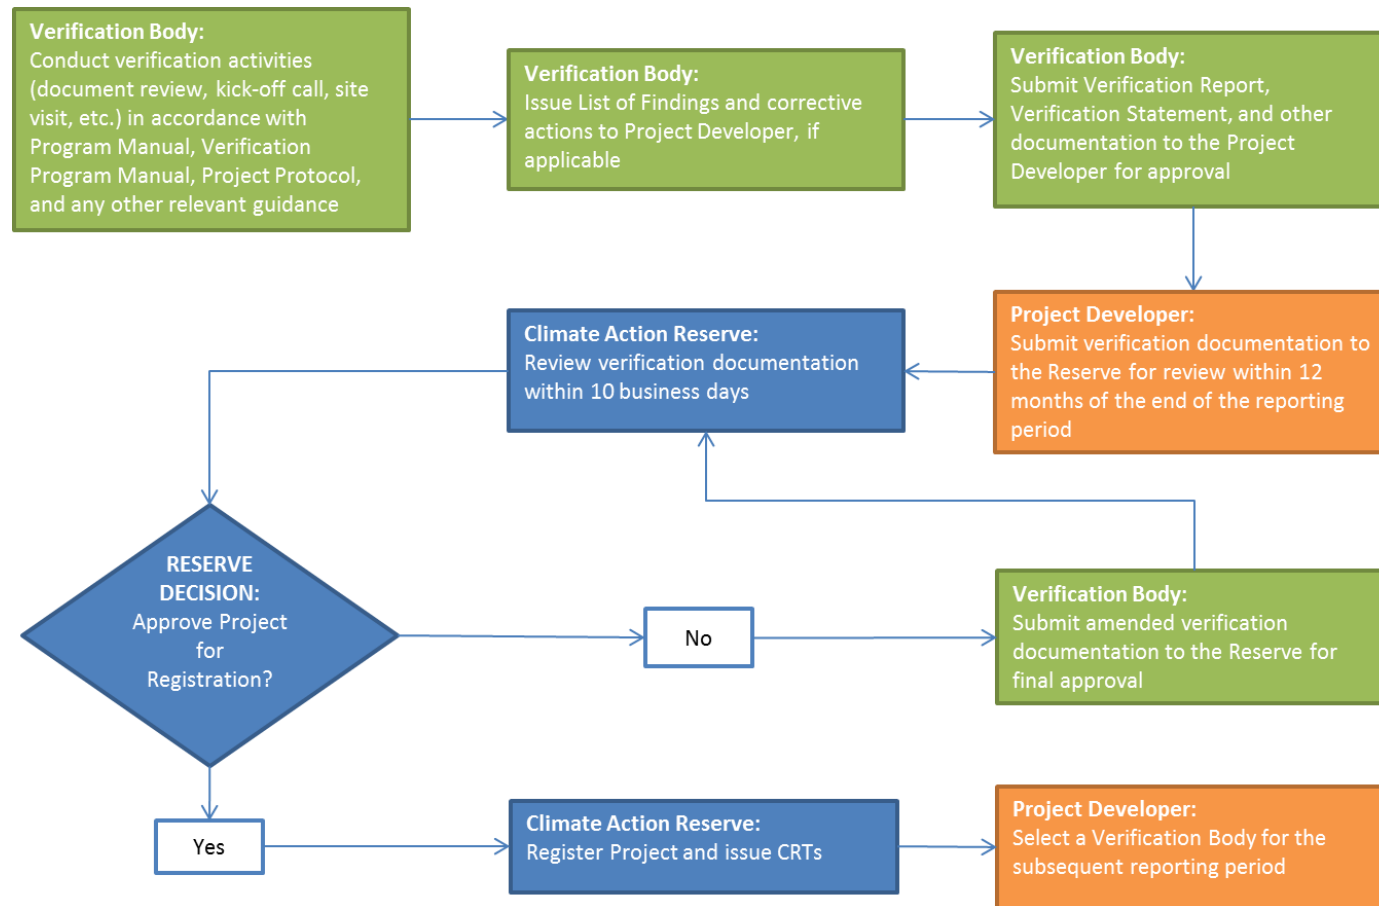 Verification Body:
Conduct verification activities
(document review, kick-off call, site
visit, etc.) in accordance with
Program Manual, Verification
Program Manual, Project Protocol,
and any other relevant guidance
Verification Body:
Issue List of Findings and corrective
actions to Project Developer, if
applicable
Verification Body:
Submit Verification Report,
Verification Statement, and other
documentation to the Project
Developer for approval
Project Developer:
Submit verification documentation to
the Reserve for review within 12
months of the end of the reporting
period
Climate Action Reserve:
Review verification documentation
within 10 business days
RESERVE
DECISION:
Approve Project
for
Registration?
No
Verification Body:
Submit amended verification
documentation to the Reserve for
final approval
Yes
Climate Action Reserve:
Register Project and issue CRTs
Project Developer:
Select a Verification Body for the
subsequent reporting period